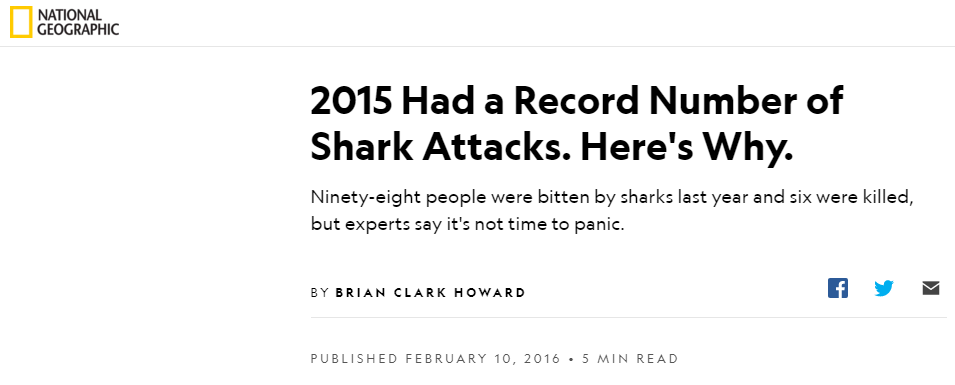 NATIONAL
GEOGRAPHIC
2015 Had a Record Number of
Shark Attacks. Here's Why.
Ninety-eight people were bitten by sharks last year and six were killed,
but experts say it's not time to panic.
BY BRIAN CLARK HOWARD
PUBLISHED FEBRUARY 10, 2016 • 5 MIN READ